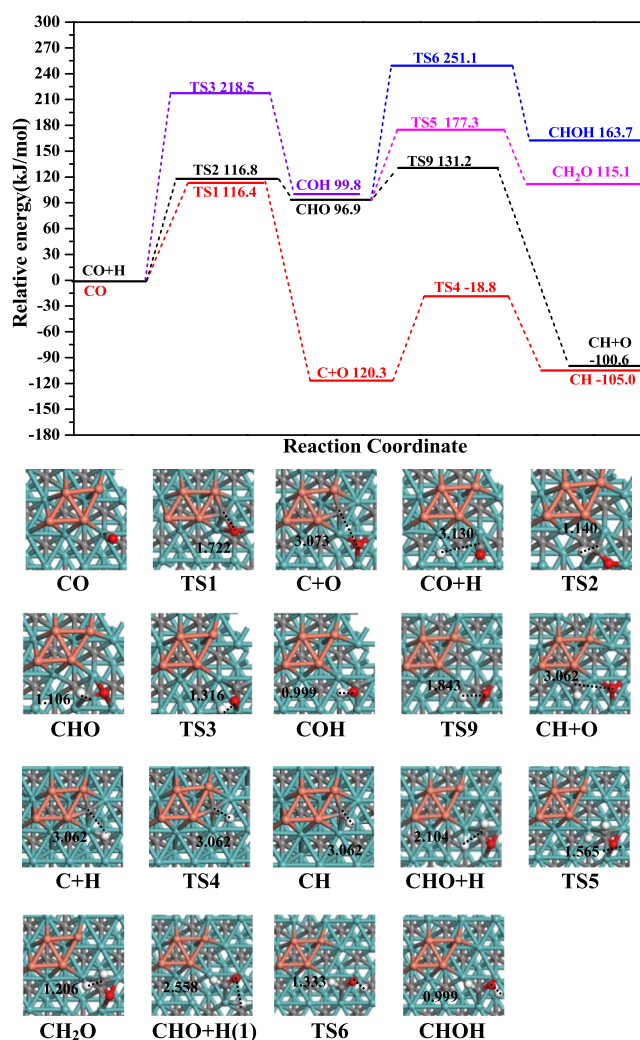 300
270
240
210
180
150
120
90
60
30
0
-30
-60
-90
-120
-150
-180
Relative energy(kJ/mol)
Reaction Coordinate
TS6 251.1
TS3 218.5
TS5 177.3
CHOH 163.7
TS2 116.8
TS9 131.2
TS1 116.4
COH 99.8
CH₂O 115.1
CHO 96.9
CO+H
CO
TS4 -18.8
CH+O
-100.6
C+O 120.3
CH -105.0
1.722
3.073
3.130
1.140
CO TS1 C+O CO+H TS2
1.106
1.316
0.999
1.843
3.062
CHO TS3 COH TS9 CH+O
3.062
3.062
3.062
2.104
1.565
C+H TS4 CH CHO+H TS5
1.206
2.558
1.333
0.999
CH₂O CHO+H(1) TS6 CHOH